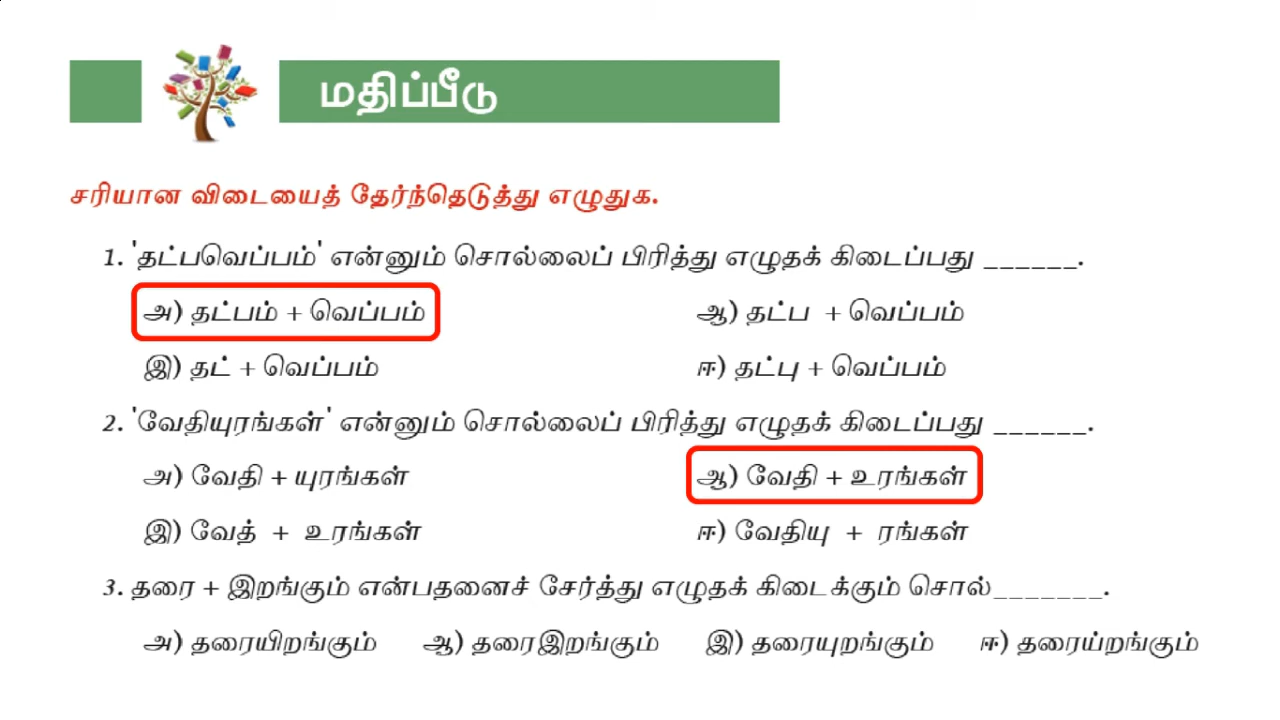 மதிப்பீடு
சரியான விடையைத் தேர்ந்தெடுத்து எழுதுக.
1. 'தட்பவெப்பம்' என்னும் சொல்லைப் பிரித்து எழுதக் கிடைப்பது ______.
அ) தட்பம் + வெப்பம் ஆ) தட்ப + வெப்பம்
இ) தட் + வெப்பம் ஈ) தட்பு + வெப்பம்
2. 'வேதியுரங்கள்' என்னும் சொல்லைப் பிரித்து எழுதக் கிடைப்பது ______.
அ) வேதி + யுரங்கள் ஆ) வேதி + உரங்கள்
இ) வேத் + உரங்கள் ஈ) வேதியு + ரங்கள்
3. தரை + இறங்கும் என்பதனைச் சேர்த்து எழுதக் கிடைக்கும் சொல்_______.
அ) தரையிறங்கும் ஆ) தரைஇறங்கும் இ) தரையுறங்கும் ஈ) தரைய்றங்கும்